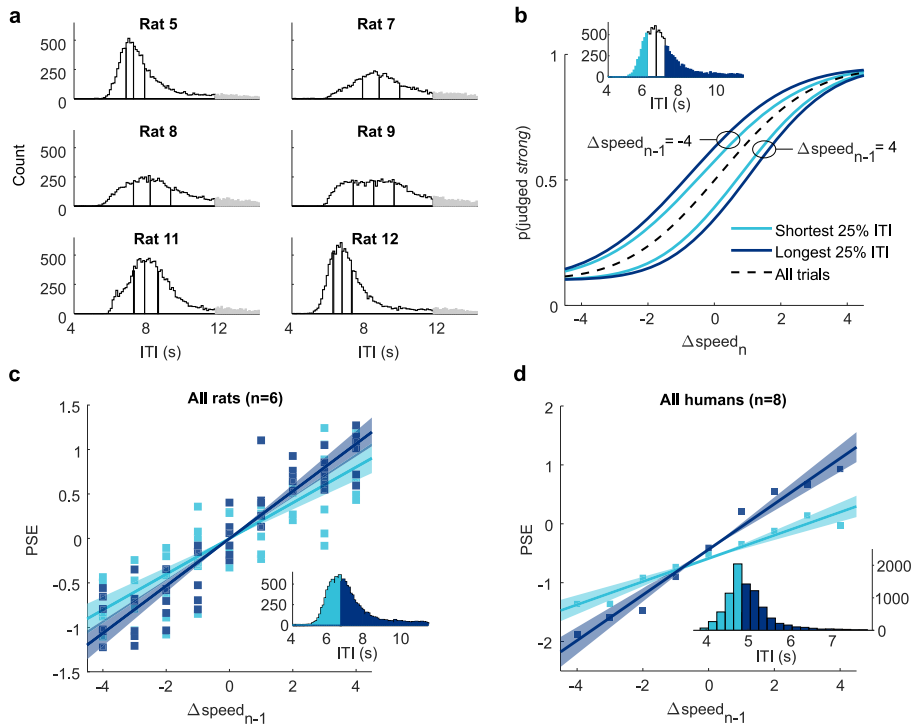 a
Rat 5
Rat 7
500
250
0
Rat 8
Rat 9
Count
500
250
0
Rat 11
Rat 12
500
250
0
4 8 12
ITI (s)
4 8 12
ITI (s)
b
500
250
0
4 6 8 10
ITI (s)
1
0.5
0
p(judged strong)
Δspeedn-1= -4
Δspeedn-1= 4
Shortest 25% ITI
Longest 25% ITI
All trials
-4 -2 0 2 4
Δspeedn
c
All rats (n=6)
1.5
1
0.5
0
-0.5
-1
-1.5
PSE
-4 -2 0 2 4
Δspeedn-1
500
250
0
4 6 8 10
ITI (s)
d
All humans (n=8)
2
1
0
-1
-2
PSE
-4 -2 0 2 4
Δspeedn-1
2000
1000
0
4 5 6 7
ITI (s)